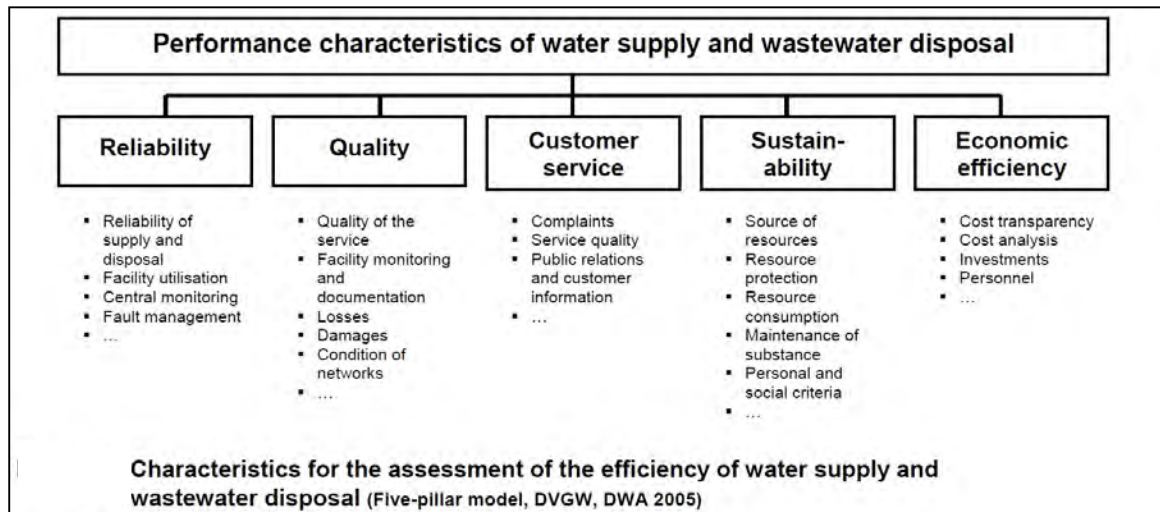 Performance characteristics of water supply and wastewater disposal
Reliability
▪ Reliability of
supply and
disposal
▪ Facility utilisation
▪ Central monitoring
▪ Fault management
▪ …
Quality
▪ Quality of the
service
▪ Facility monitoring
and
documentation
▪ Losses
▪ Damages
▪ Condition of
networks
▪ …
Customer
service
▪ Complaints
▪ Service quality
▪ Public relations
and customer
information
▪ …
Sustain-
ability
▪ Source of
resources
▪ Resource
protection
▪ Resource
consumption
▪ Maintenance of
substance
▪ Personal and
social criteria
▪ …
Economic
efficiency
▪ Cost transparency
▪ Cost analysis
▪ Investments
▪ Personnel
▪ …
Characteristics for the assessment of the efficiency of water supply and
wastewater disposal (Five-pillar model, DVGW, DWA 2005)